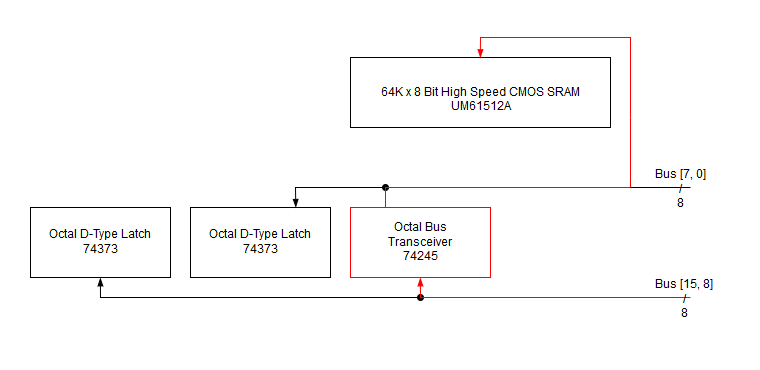 64K x 8 Bit High Speed CMOS SRAM
UM61512A
Bus [7, 0]
8
Octal D-Type Latch
74373
Octal D-Type Latch
74373
Octal Bus
Transceiver
74245
Bus [15, 8]
8